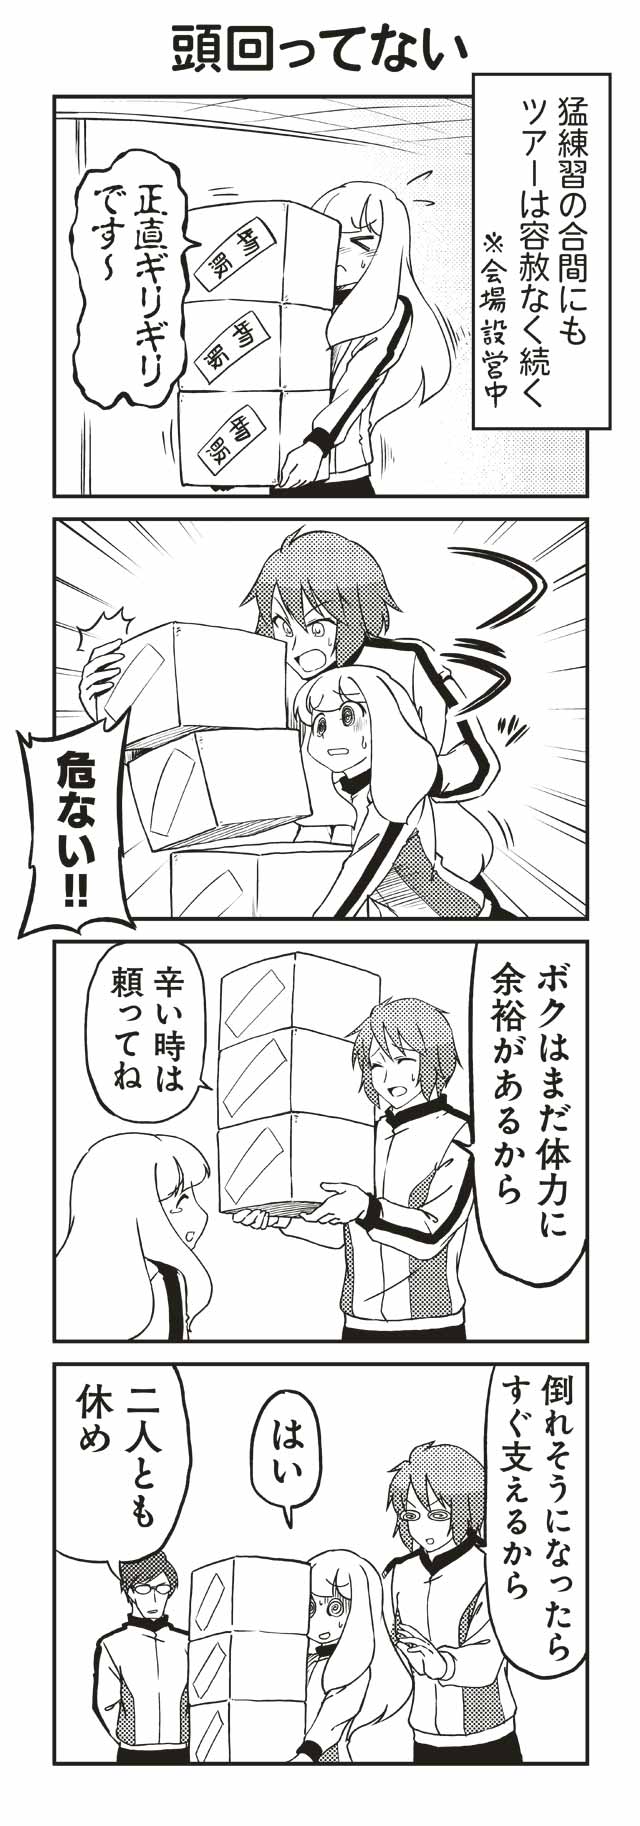 頭回ってない
猛練習の合間にも
ツアーは容赦なく続く
※会場設営中
正直ギリギリ
です〜
危ない!!
ボクはまだ体力に
余裕があるから
辛い時は
頼ってね
倒れそうになったら
すぐ支えるから
はい
二人とも
休め